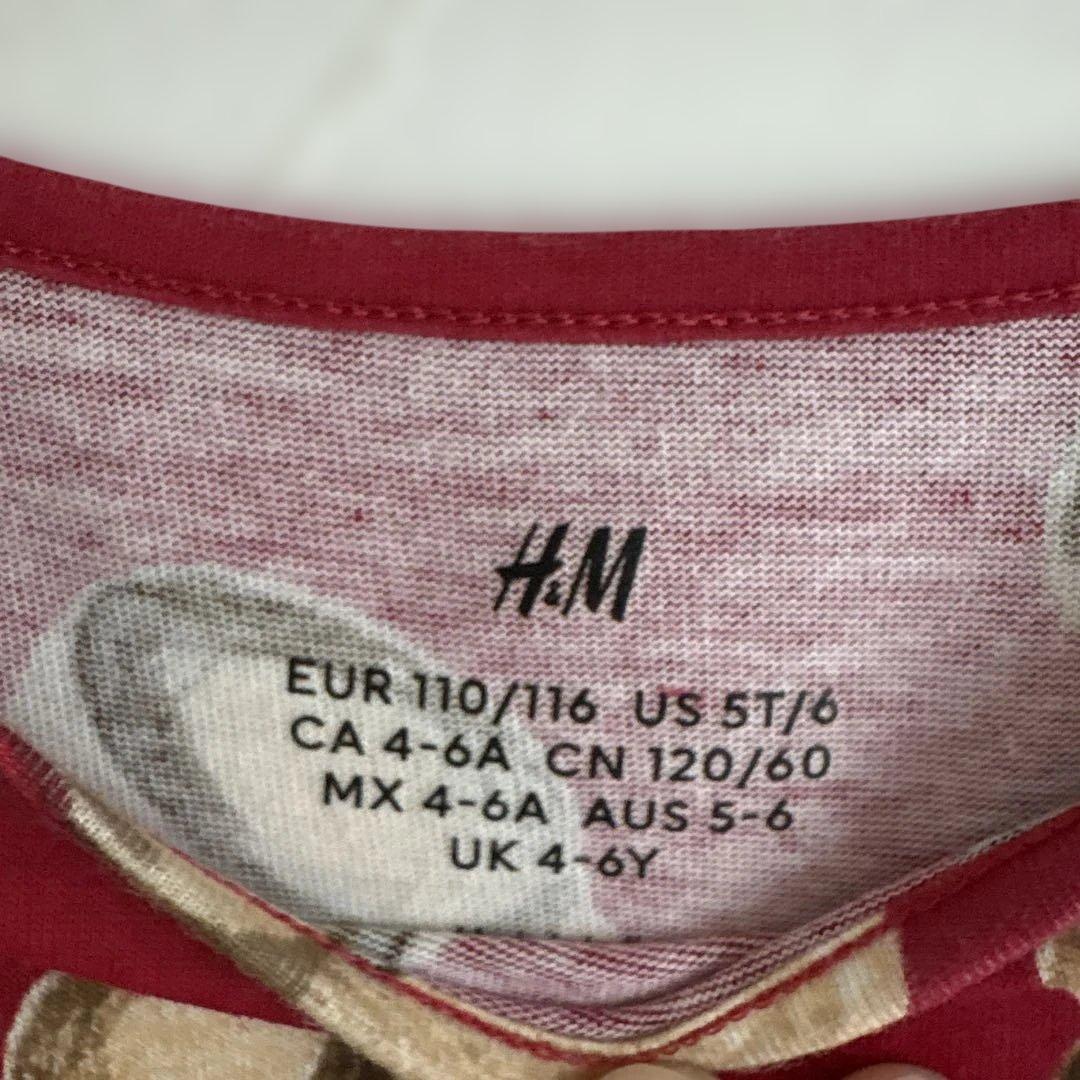 H&M
EUR 110/116 US 5T/6
CA 4-6A CN 120/60
MX 4-6A AUS 5-6
UK 4-6Y